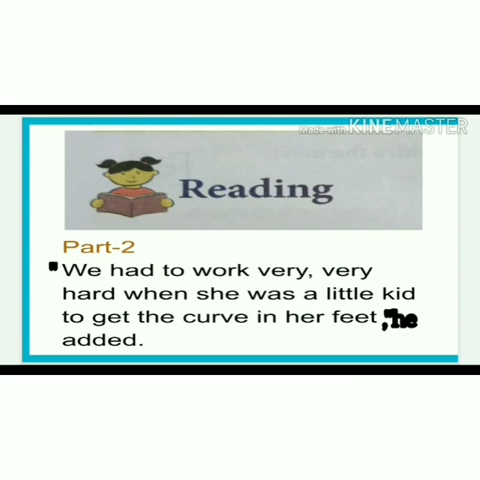 Made with KINEMASTER
Reading
Part-2
"We had to work very, very
hard when she was a little kid
to get the curve in her feet ,"he
added.